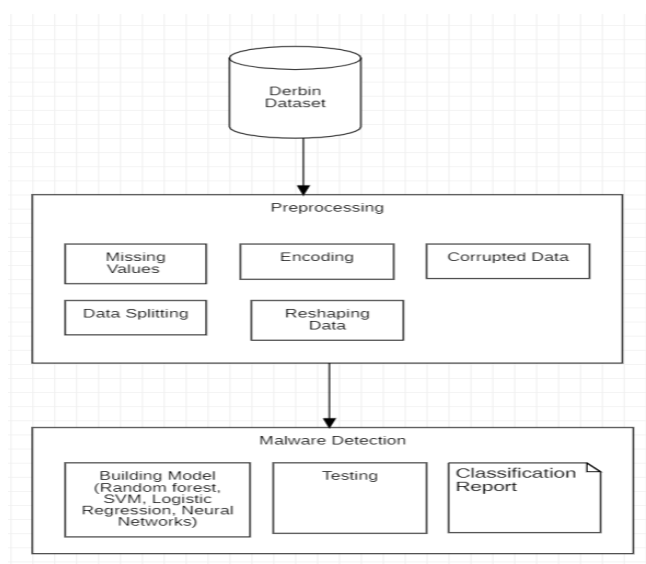 Derbin
Dataset
Preprocessing
Missing
Values
Encoding
Corrupted Data
Data Splitting
Reshaping
Data
Malware Detection
Building Model
(Random forest,
SVM, Logistic
Regression, Neural
Networks)
Testing
Classification
Report